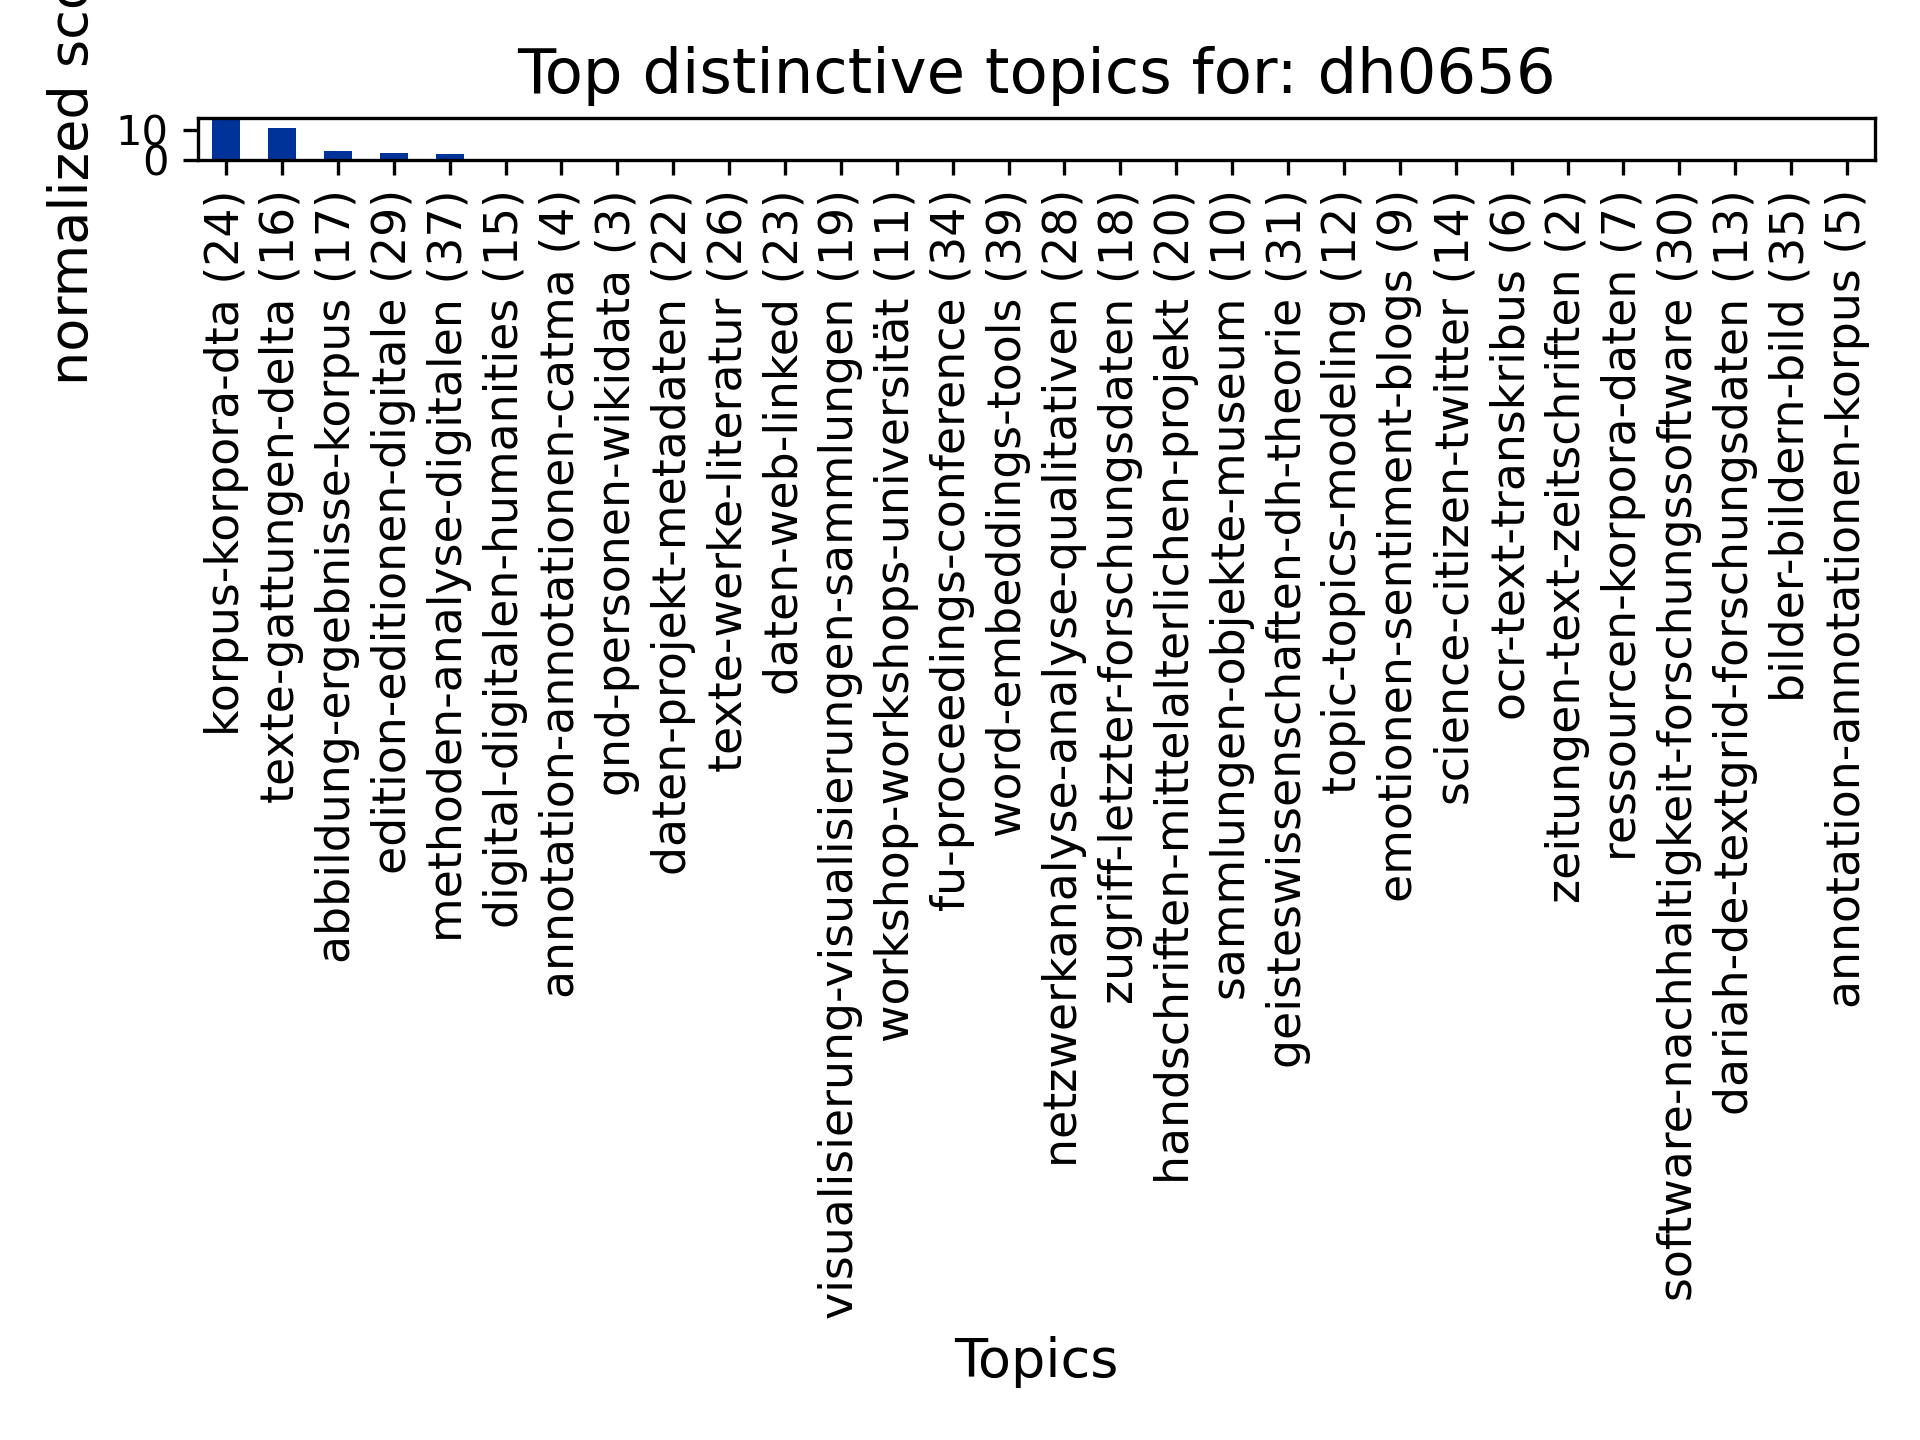 Top distinctive topics for: dh0656
normalized sco
10
0
korpus-korpora-dta (24)
texte-gattungen-delta (16)
abbildung-ergebnisse-korpus (17)
edition-editionen-digitale (29)
methoden-analyse-digitalen (37)
digital-digitalen-humanities (15)
annotation-annotationen-catma (4)
gnd-personen-wikidata (3)
daten-projekt-metadaten (22)
texte-werke-literatur (26)
daten-web-linked (23)
visualisierung-visualisierungen-sammlungen (19)
workshop-workshops-universität (11)
fu-proceedings-conference (34)
word-embeddings-tools (39)
netzwerkanalyse-analyse-qualitativen (28)
zugriff-letzter-forschungsdaten (18)
handschriften-mittelalterlichen-projekt (20)
sammlungen-objekte-museum (10)
geisteswissenschaften-dh-theorie (31)
topic-topics-modeling (12)
emotionen-sentiment-blogs (9)
science-citizen-twitter (14)
ocr-text-transkribus (6)
zeitungen-text-zeitschriften (2)
ressourcen-korpora-daten (7)
software-nachhaltigkeit-forschungssoftware (30)
dariah-de-textgrid-forschungsdaten (13)
bilder-bildern-bild (35)
annotation-annotationen-korpus (5)
Topics